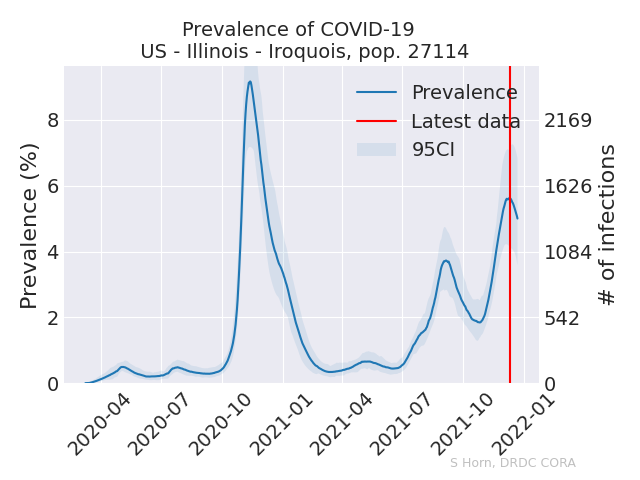 Prevalence of COVID-19
US - Illinois - Iroquois, pop. 27114
Prevalence
Latest data
95CI
Prevalence (%)
8
6
4
2
0
2169
1626
1084
542
0
# of infections
2020-04
2020-07
2020-10
2021-01
2021-04
2021-07
2021-10
2022-01
S Horn, DRDC CORA